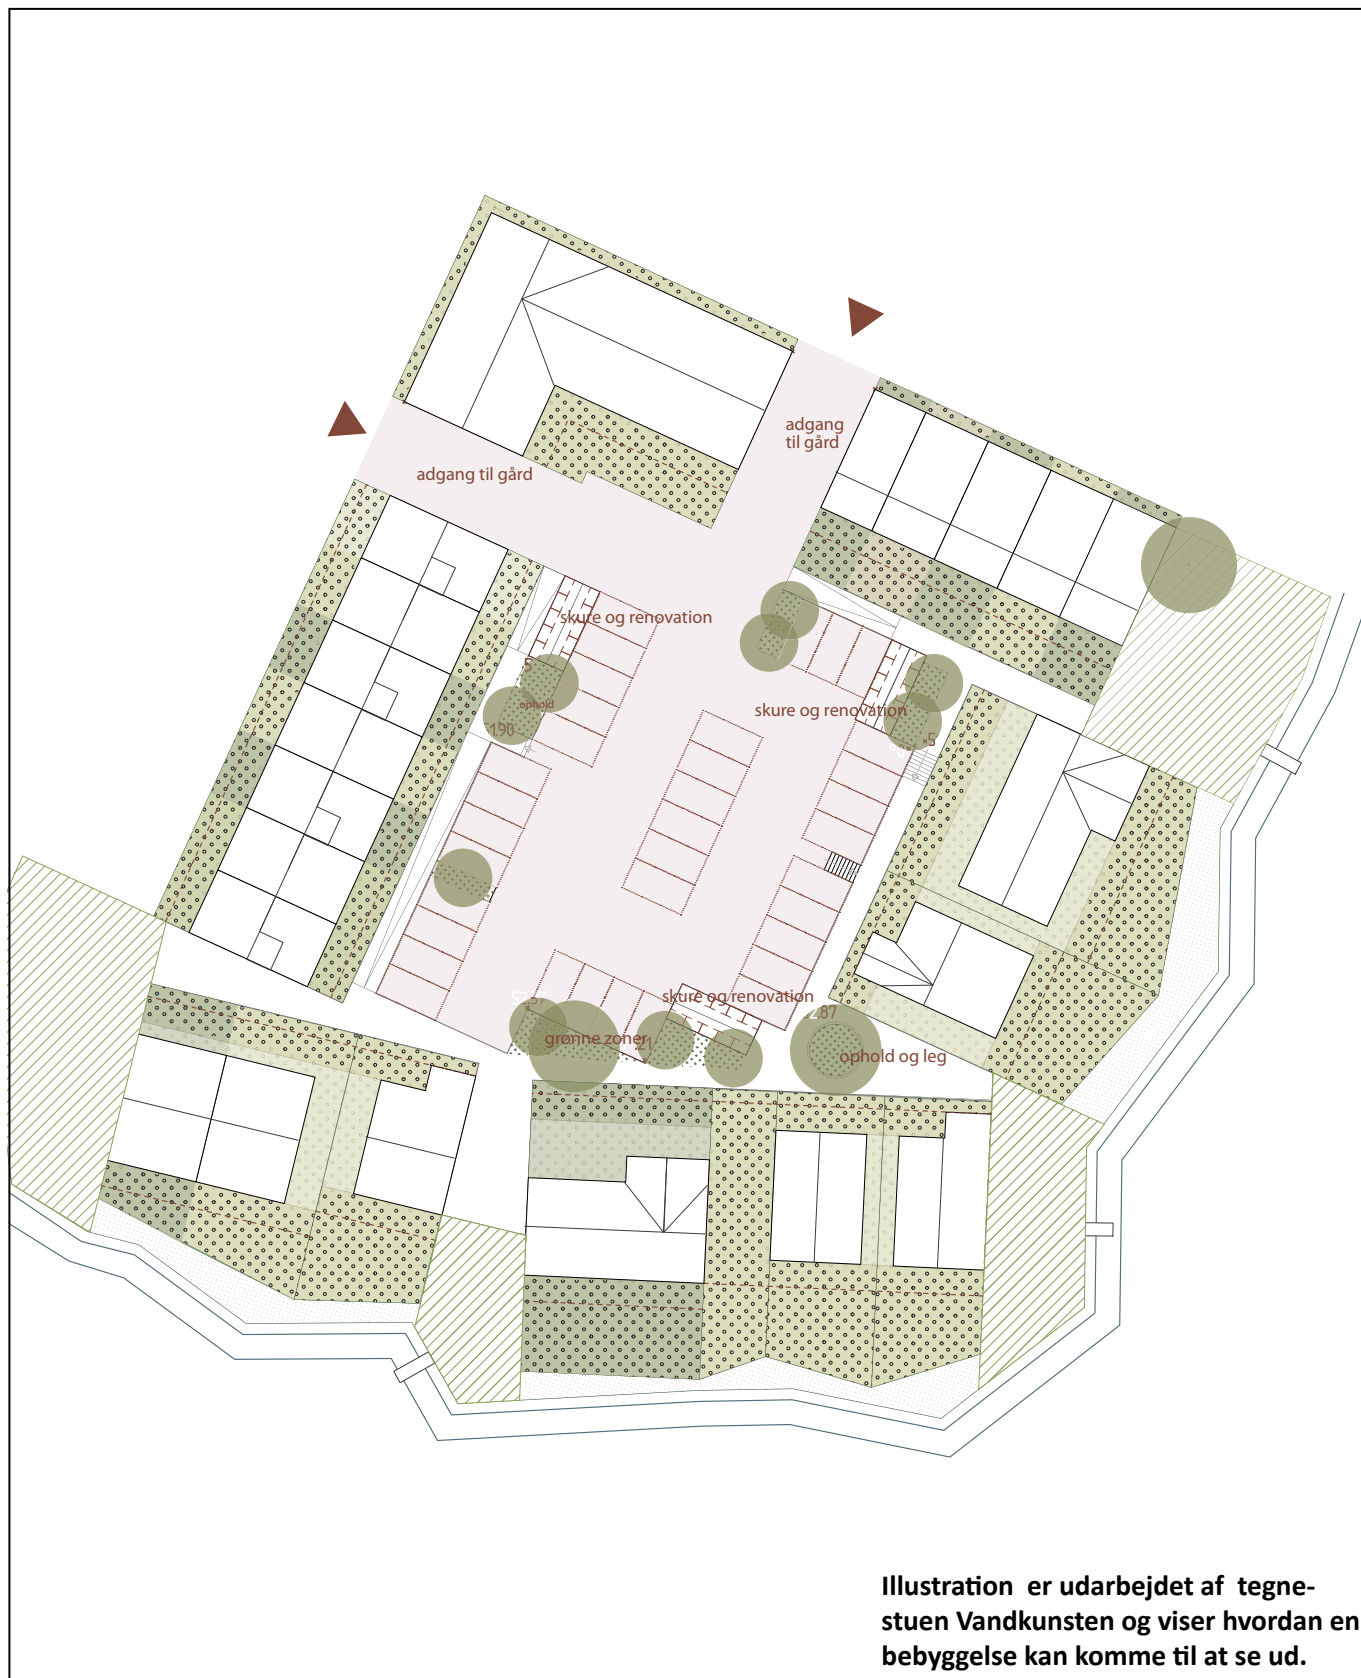 adgang
til gård
adgang til gård
skure og renovation
ophold
skure og renovation
skure og renovation
grønne zoner
ophold og leg
Illustration er udarbejdet af tegne-
stuen Vandkunsten og viser hvordan en
bebyggelse kan komme til at se ud.